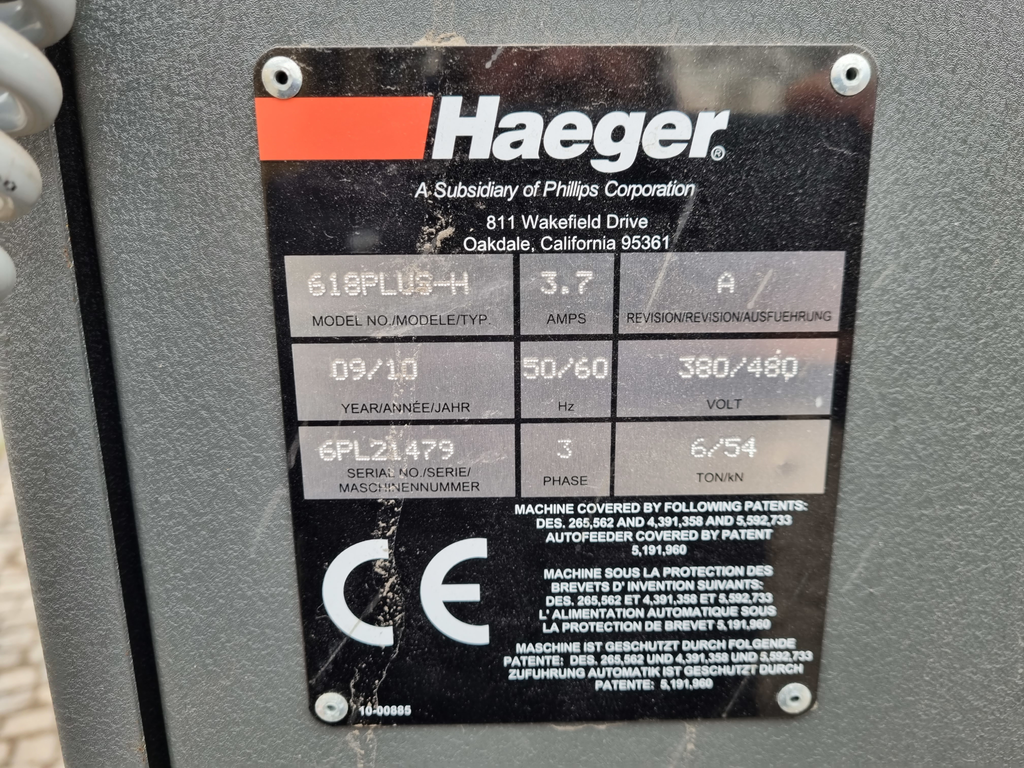 Haeger®
A Subsidiary of Phillips Corporation
811 Wakefield Drive
Oakdale, California 95361
618PLUS-H 3.7 A
MODEL NO./MODELE/TYP. AMPS REVISION/REVISION/AUSFUEHRUNG
09/10 50/60 380/480
YEAR/ANNÉE/JAHR Hz VOLT
6PL21479 3 6/54
SERIAL NO./SERIE/
MASCHINENNUMMER PHASE TON/kN
MACHINE COVERED BY FOLLOWING PATENTS:
DES. 265,562 AND 4,391,358 AND 5,592,733
AUTOFEEDER COVERED BY PATENT
5,191,960
CE
MACHINE SOUS LA PROTECTION DES
BREVETS D' INVENTION SUIVANTS:
DES. 265,562 ET 4,391,358 ET 5,592,733
L' ALIMENTATION AUTOMATIQUE SOUS
LA PROTECTION DE BREVET 5,191,960
MASCHINE IST GESCHUTZT DURCH FOLGENDE
PATENTE: DES. 265,562 UND 4,391,358 UND 5,592,733
ZUFUHRUNG AUTOMATIK IST GESCHUTZT DURCH
PATENTE: 5,191,960
10-00885